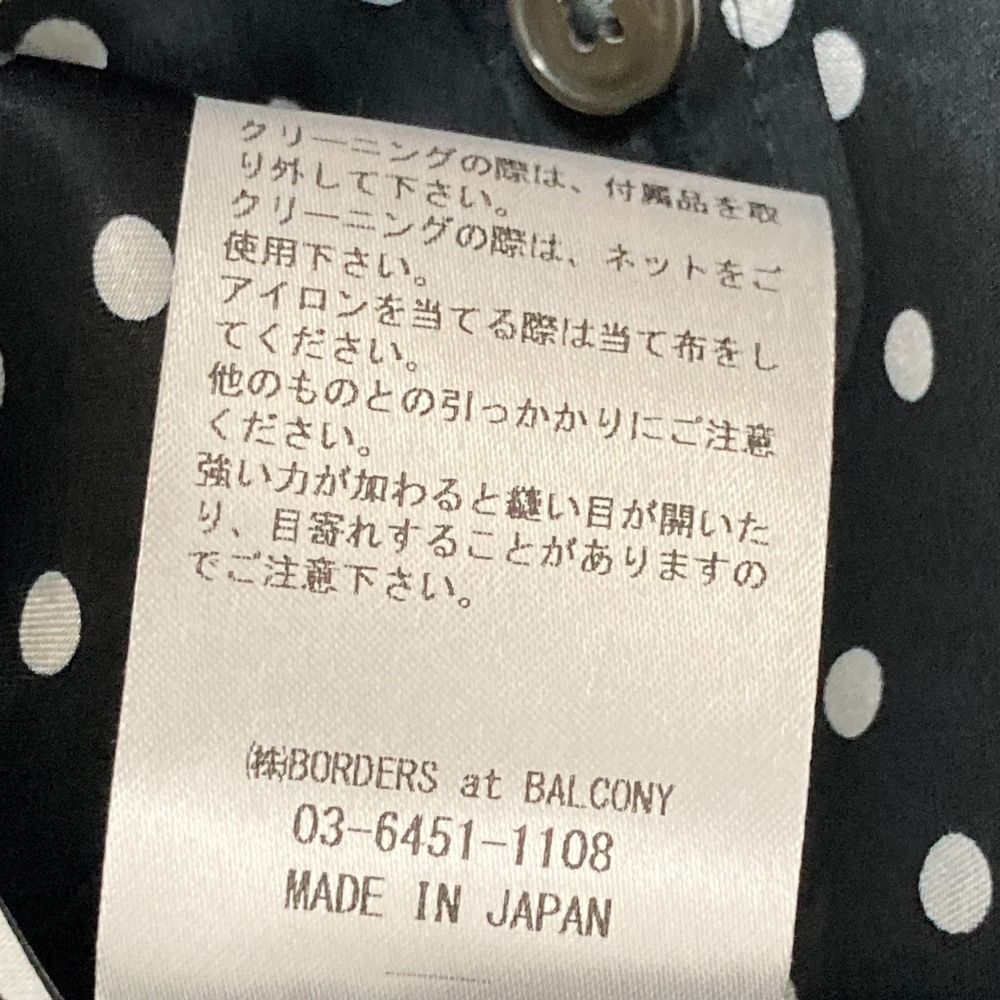 クリーニングの際は、付属品を取
り外して下さい。
クリーニングの際は、ネットをご
使用下さい。
アイロンを当てる際は当て布をし
てください。
他のものとの引っかかりにご注意
ください。
強い力が加わると縫い目が開いた
り、目寄れすることがありますの
でご注意下さい。
㈱BORDERS at BALCONY
03-6451-1108
MADE IN JAPAN